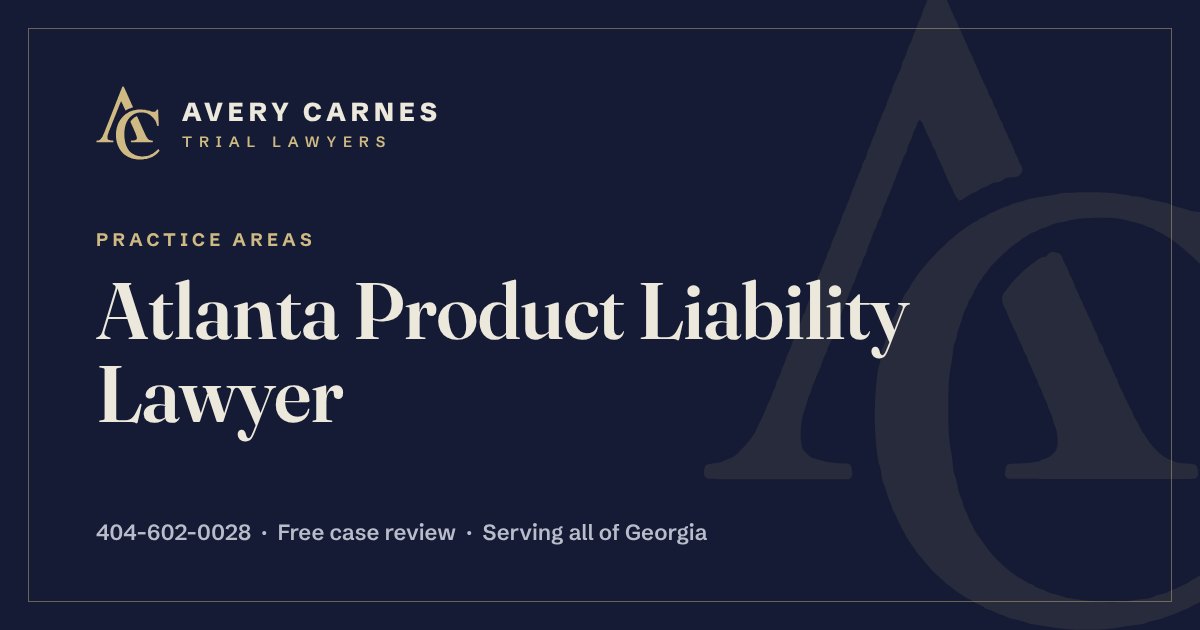 AVERY CARNES
TRIAL LAWYERS
PRACTICE AREAS
Atlanta Product Liability
Lawyer
404-602-0028 · Free case review · Serving all of Georgia